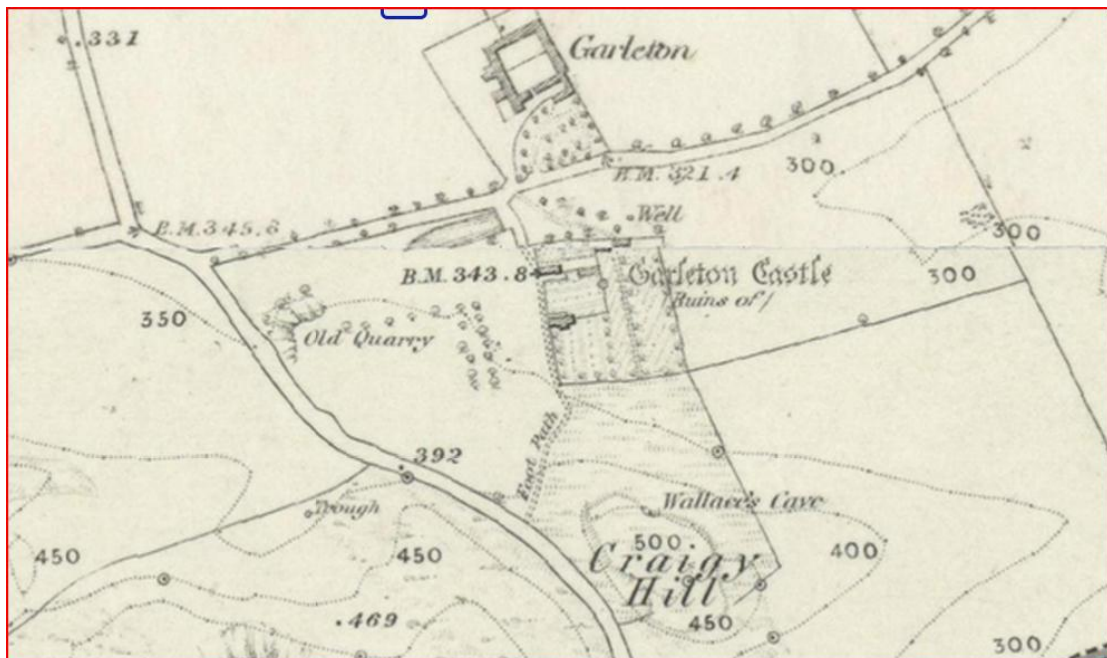 .331
Garleton
B.M. 321.4
300
Well
B.M. 345.6
300
B.M. 343.8
Garleton Castle
Ruins of
300
350
Old Quarry
.392
Foot Path
Trough
Wallace's Cave
450
450
500.
400
Craigy
Hill
450
.469
300